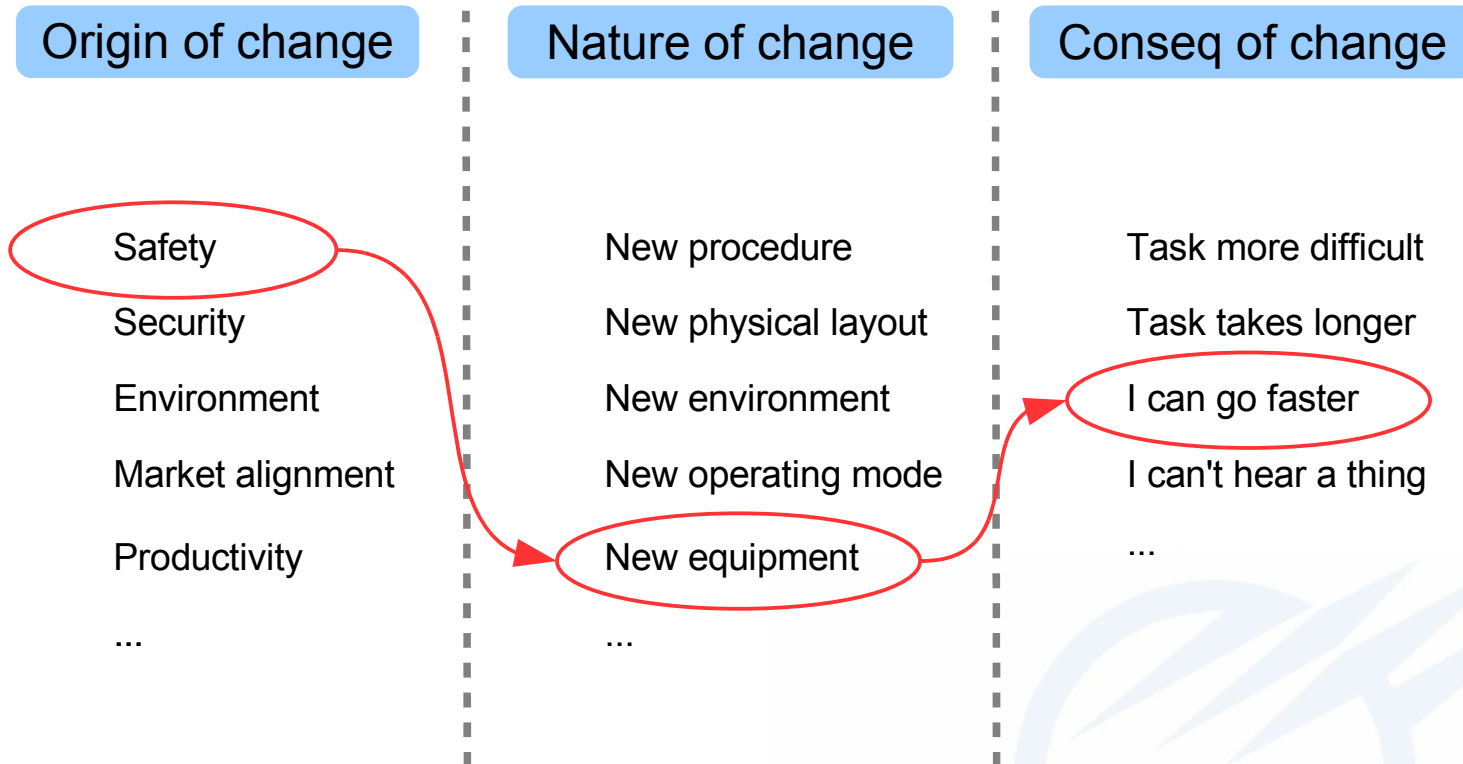 Origin of change
Nature of change
Conseq of change
Safety
Security
Environment
Market alignment
Productivity
...
New procedure
New physical layout
New environment
New operating mode
New equipment
...
Task more difficult
Task takes longer
I can go faster
I can't hear a thing
...